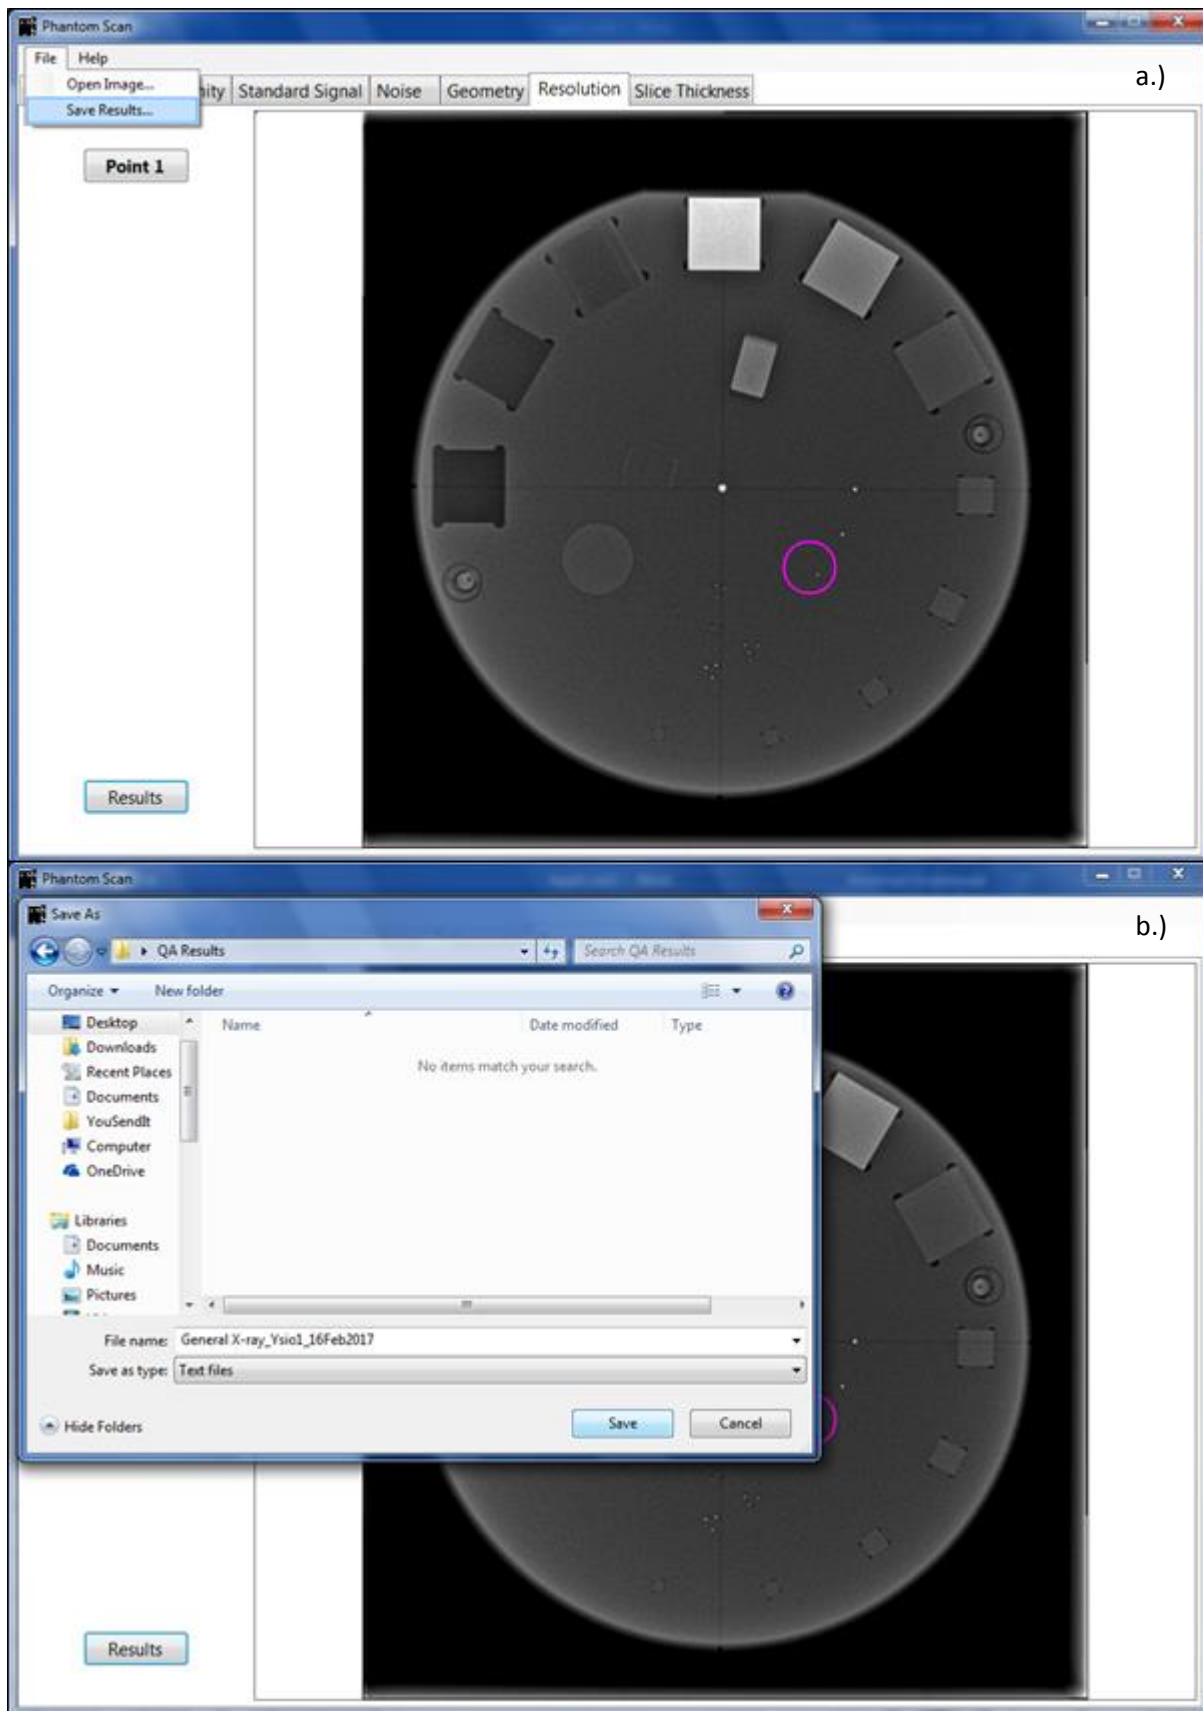 Phantom Scan
File Help
a.)
Open Image...
ity Standard Signal Noise Geometry Resolution Slice Thickness
Save Results...
Point 1
Results
Phantom Scan
Save As
b.)
QA Results Search QA Results
Organize New folder
Desktop Name Date modified Type
Downloads
No items match your search.
Recent Places
Documents
YouSendIt
Computer
OneDrive
Libraries
Documents
Music
Pictures
File name: General X-ray_Ysio1_16Feb2017
Save as type: Text files
Hide Folders Save Cancel
Results